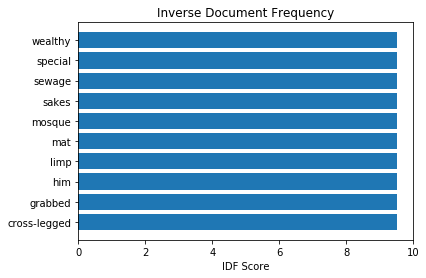 Inverse Document Frequency
wealthy
special
sewage
sakes
mosque
mat
limp
him
grabbed
cross-legged
0 2 4 6 8 10
IDF Score